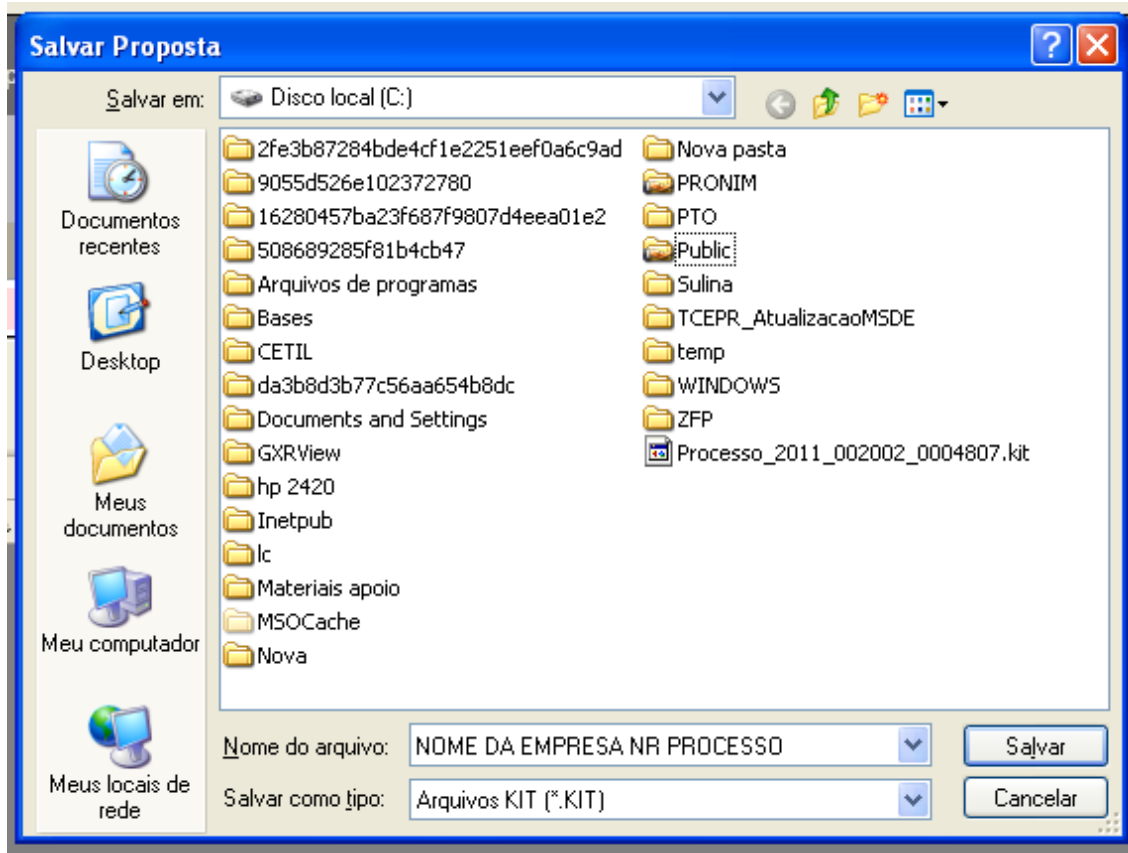 Salvar Proposta
Salvar em: Disco local (C:)
Documentos recentes
Desktop
Meus documentos
Meu computador
Meus locais de rede
2fe3b87284bde4cf1e2251eef0a6c9ad
9055d526e102372780
16280457ba23f687f9807d4eea01e2
508689285f81b4cb47
Arquivos de programas
Bases
CETIL
da3b8d3b77c56aa654b8dc
Documents and Settings
GXRView
hp 2420
Inetpub
lc
Materiais apoio
MSOCache
Nova
Nova pasta
PRONIM
PTO
Public
Sulina
TCEPR_AtualizacaoMSDE
temp
WINDOWS
ZFP
Processo_2011_002002_0004807.kit
Nome do arquivo: NOME DA EMPRESA NR PROCESSO Salvar
Salvar como tipo: Arquivos KIT (*.KIT) Cancelar